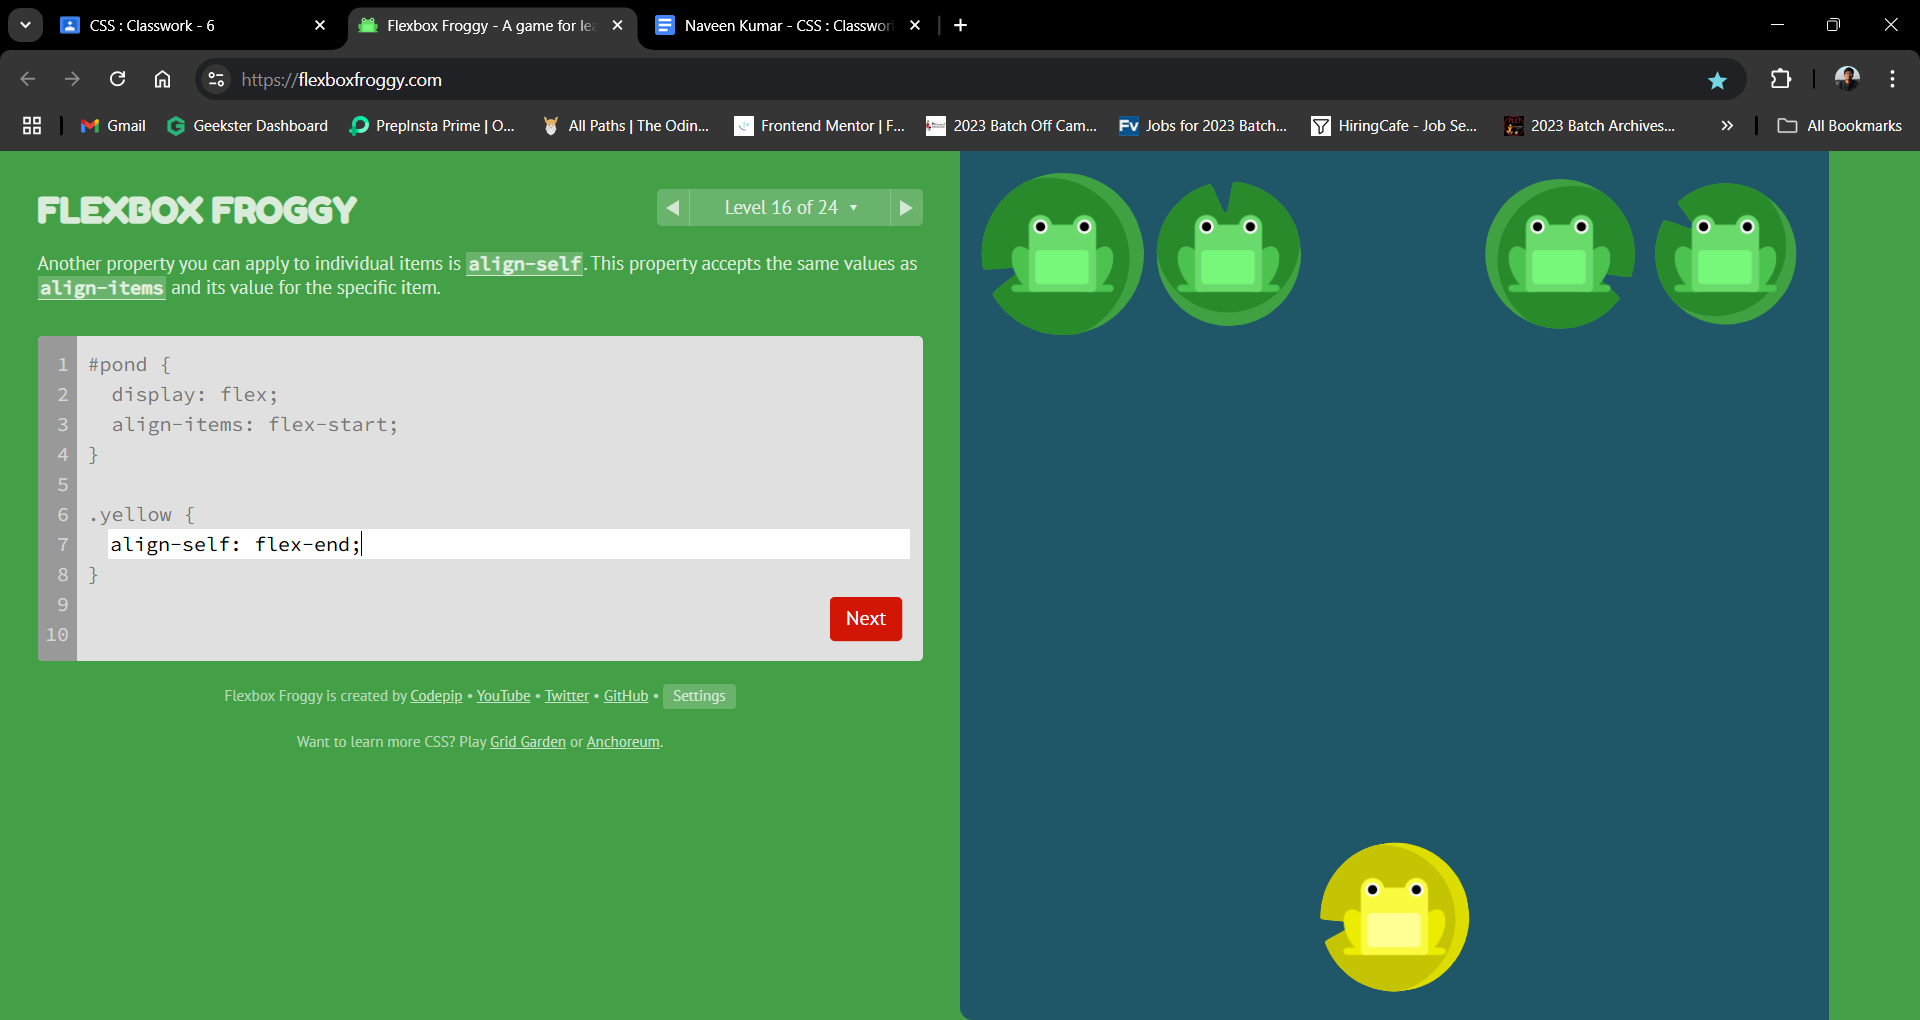 CSS : Classwork - 6
Flexbox Froggy - A game for le
Naveen Kumar - CSS : Classwor
https://flexboxfroggy.com
Gmail
Geekster Dashboard
PrepInsta Prime | O...
All Paths | The Odin...
Frontend Mentor | F...
2023 Batch Off Cam...
Fv Jobs for 2023 Batch...
HiringCafe - Job Se...
2023 Batch Archives...
All Bookmarks
FLEXBOX FROGGY
Level 16 of 24
Another property you can apply to individual items is align-self. This property accepts the same values as
align-items and its value for the specific item.
1 #pond {
2 display: flex;
3 align-items: flex-start;
4 }
5
6 .yellow {
7 align-self: flex-end;
8 }
9
10
Next
Flexbox Froggy is created by Codepip • YouTube • Twitter • GitHub • Settings
Want to learn more CSS? Play Grid Garden or Anchoreum.